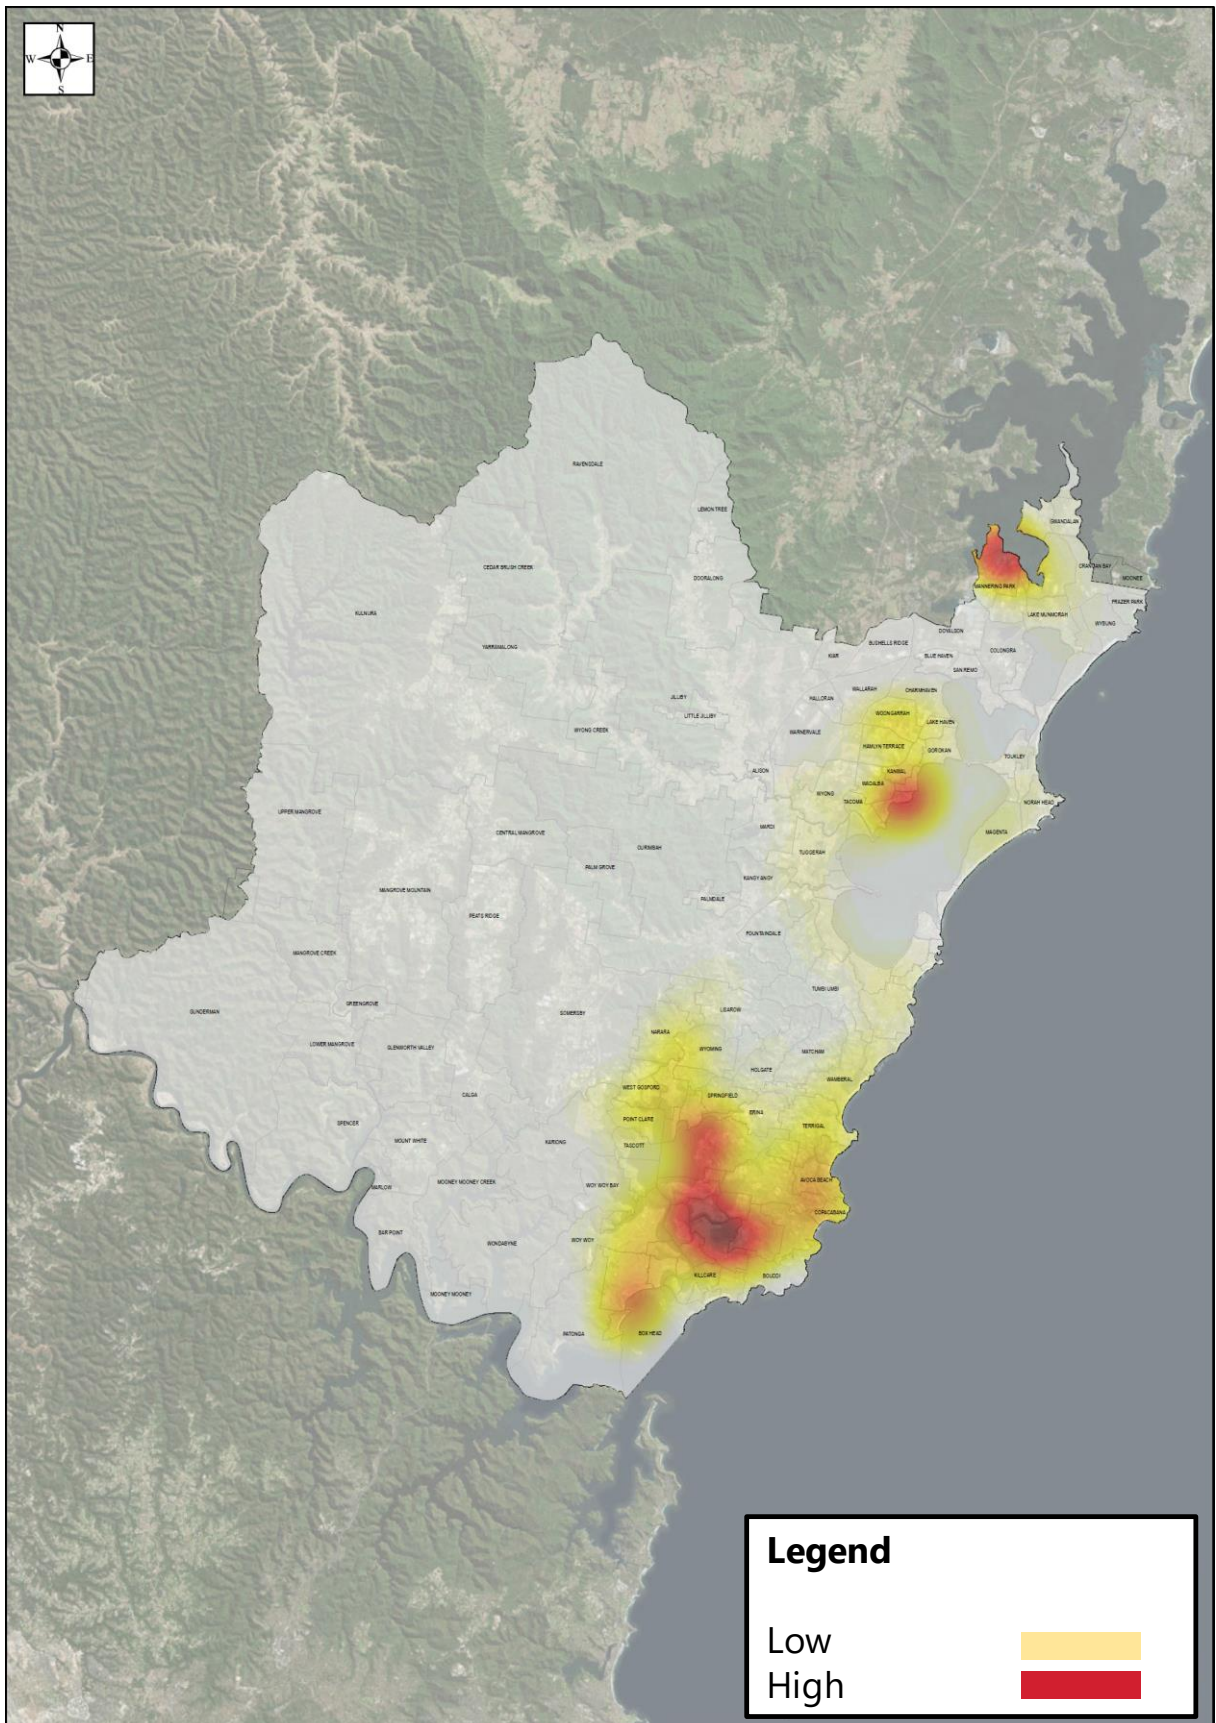 N
W E
S
RAVENSDALE
LEMON TREE
GWANDALAN
CEDAR BRUSH CREEK
CRANGAN BAY
DOORALONG
MOONEE
MANNERING PARK
FRAZER PARK
KULNURA
LAKE MUNMORAH
WYBUNG
DOYALSON
BUSHELLS RIDGE
YARRAMALONG
COLONGRA
KIAR
BLUE HAVEN
SAN REMO
WALLARAH
CHARMHAVEN
JILLIBY
HALLORAN
WOONGARRAH
LITTLE JILLIBY
LAKE HAVEN
WYONG CREEK
WARNERVALE
HAMLYN TERRACE
GOROKAN
TOUKLEY
ALISON
KANWAL
WADALBA
WYONG
TACOMA
NORAH HEAD
UPPER MANGROVE
MARDI
CENTRAL MANGROVE
MAGENTA
OURIMBAH
TUGGERAH
PALM GROVE
KANGY ANGY
MANGROVE MOUNTAIN
PALMDALE
PEATS RIDGE
FOUNTAINDALE
MANGROVE CREEK
TUMBI UMBI
GREENGROVE
GUNDERMAN
SOMERSBY
LISAROW
NARARA
LOWER MANGROVE
GLENWORTH VALLEY
WYOMING
MATCHAM
HOLGATE
WAMBERAL
WEST GOSFORD
CALGA
SPRINGFIELD
ERINA
SPENCER
POINT CLARE
TERRIGAL
MOUNT WHITE
KARIONG
TASCOTT
MOONEY MOONEY CREEK
AVOCA BEACH
MARLOW
WOY WOY BAY
COPACABANA
BAR POINT
WONDABYNE
WOY WOY
KILLCARE
BOUDDI
MOONEY MOONEY
PATONGA
BOX HEAD
Legend
Low
High